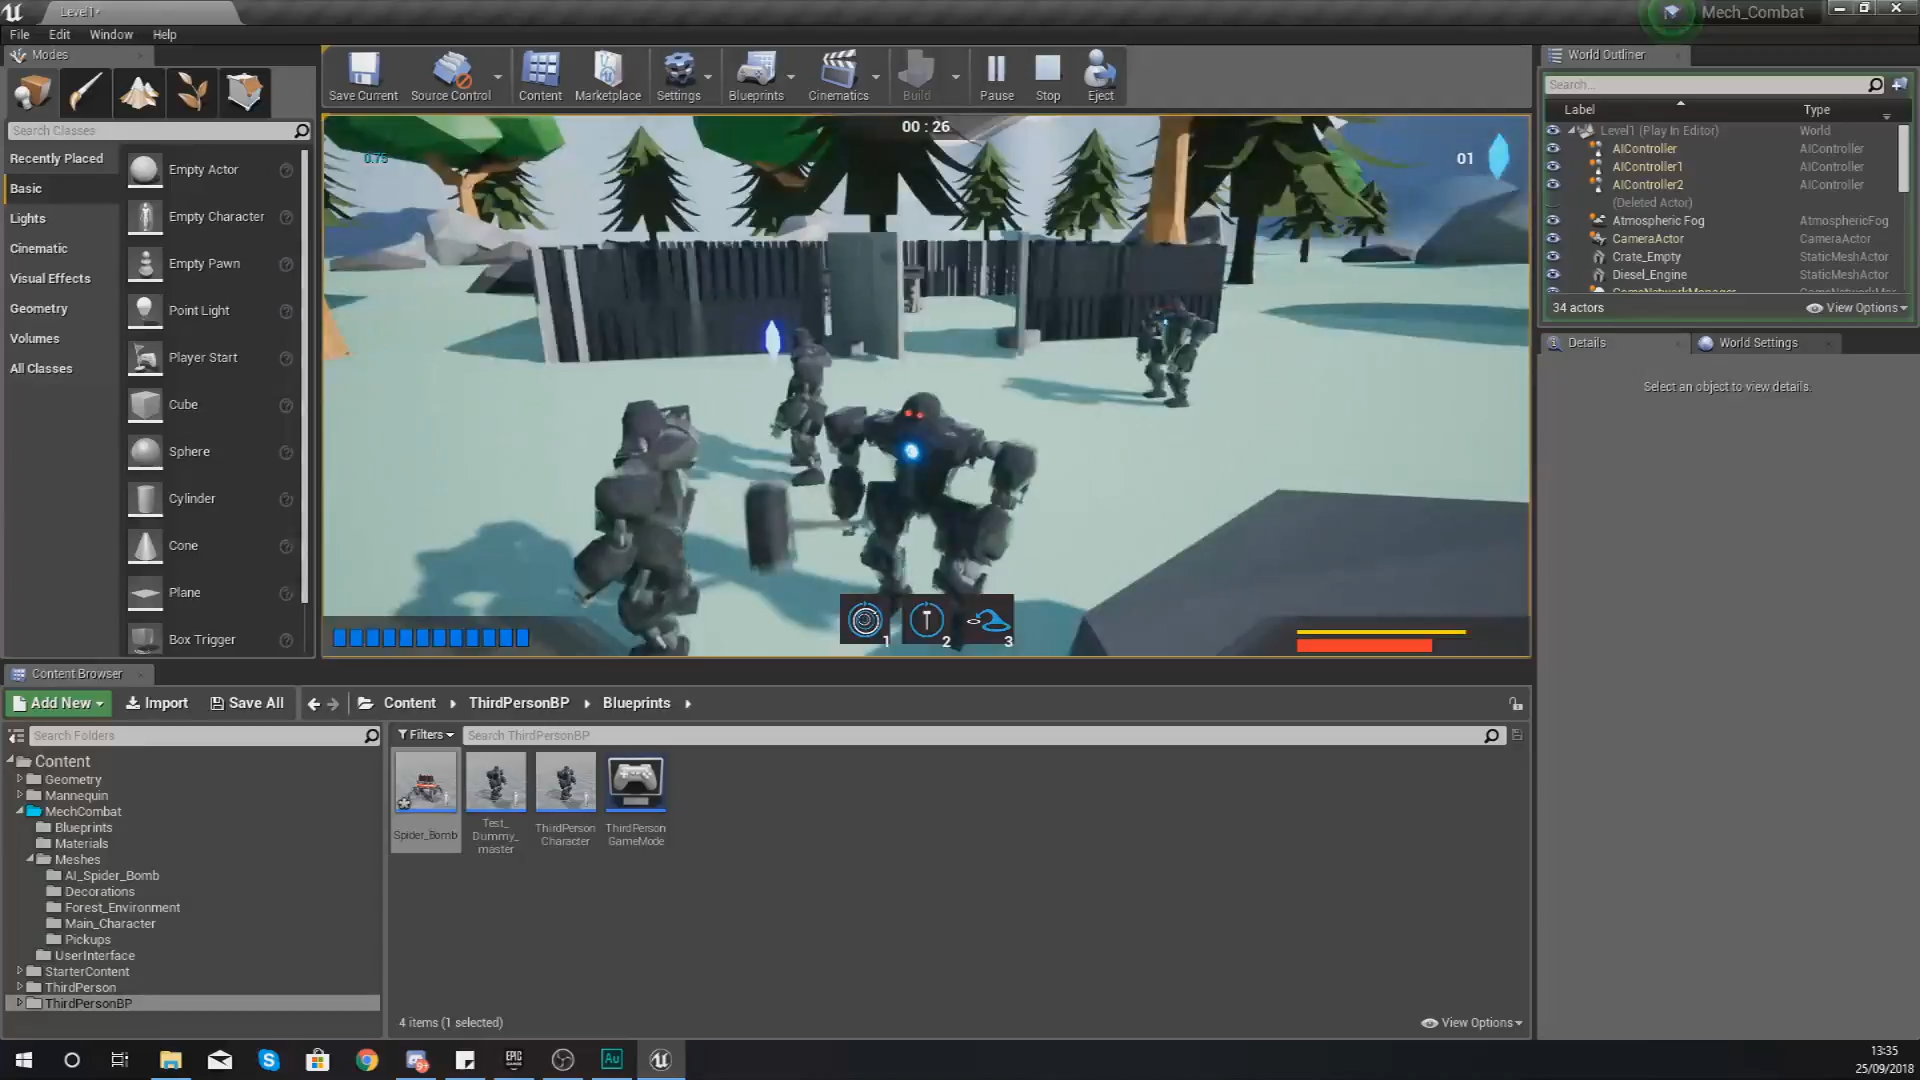 Level1*
Mech_Combat
File Edit Window Help
Modes
Search Classes
Recently Placed
Basic
Lights
Cinematic
Visual Effects
Geometry
Volumes
All Classes
Empty Actor
Empty Character
Empty Pawn
Point Light
Player Start
Cube
Sphere
Cylinder
Cone
Plane
Box Trigger
Save Current Source Control Content Marketplace Settings Blueprints Cinematics Build Pause Stop Eject
00 : 26
0.75
01
1 2 3
World Outliner
Search...
Label Type
Level1 (Play In Editor) World
AIController AIController
AIController1 AIController
AIController2 AIController
(Deleted Actor)
Atmospheric Fog AtmosphericFog
CameraActor CameraActor
Crate_Empty StaticMeshActor
Diesel_Engine StaticMeshActor
34 actors View Options
Details World Settings
Select an object to view details.
Content Browser
Add New Import Save All Content ThirdPersonBP Blueprints
Search Folders
Filters Search ThirdPersonBP
Content
Geometry
Mannequin
MechCombat
Blueprints
Materials
Meshes
AI_Spider_Bomb
Decorations
Forest_Environment
Main_Character
Pickups
UserInterface
StarterContent
ThirdPerson
ThirdPersonBP
Spider_Bomb
Test_
Dummy_
master
ThirdPerson
Character
ThirdPerson
GameMode
4 items (1 selected)
View Options
EPIC
GAMES
Au
13:35
25/09/2018